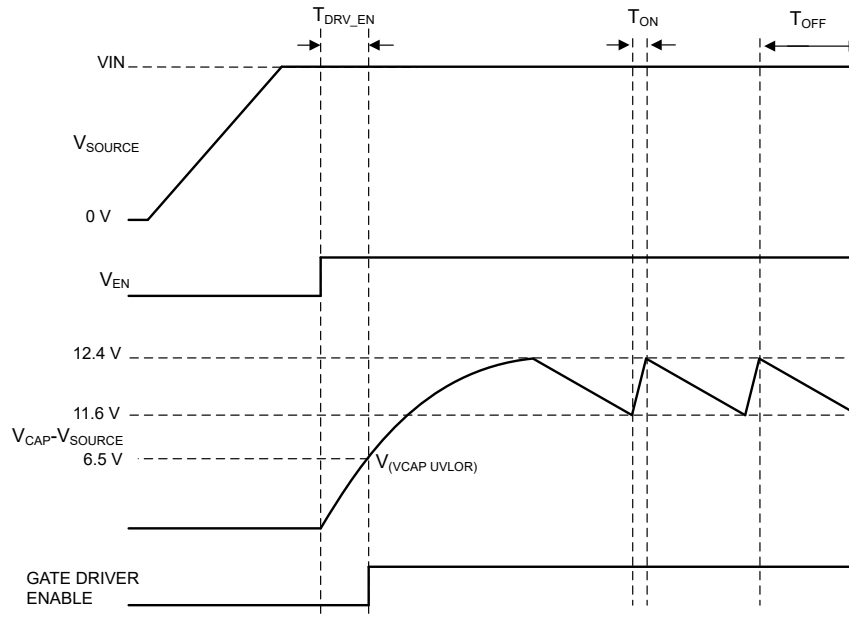 T_DRV_EN
T_ON
T_OFF
VIN
V_SOURCE
0 V
V_EN
12.4 V
11.6 V
V_CAP-V_SOURCE
6.5 V
V_(VCAP UVLOR)
GATE DRIVER
ENABLE